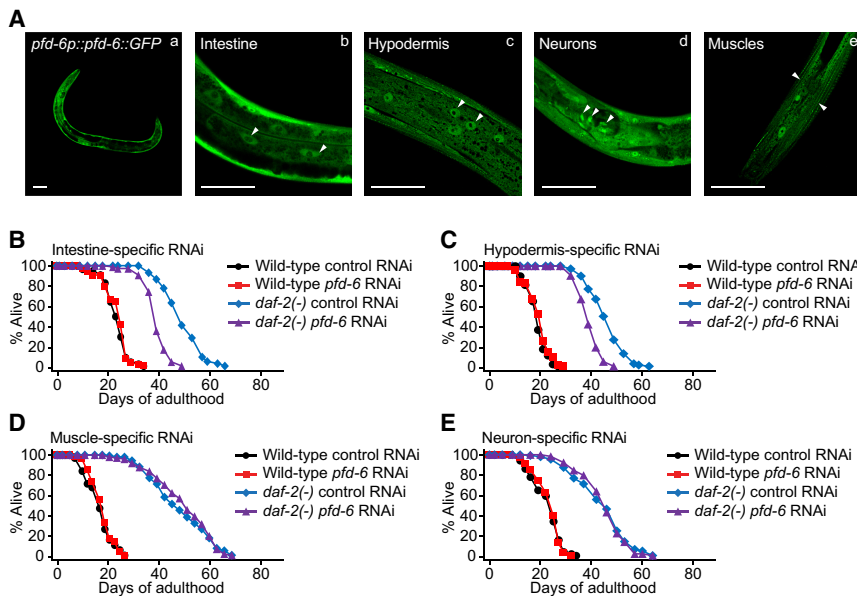 A
pfd-6p::pfd-6::GFP a
Intestine b
Hypodermis c
Neurons d
Muscles e
B
Intestine-specific RNAi
% Alive
100
80
60
40
20
0
0 20 40 60 80
Days of adulthood
Wild-type control RNAi
Wild-type pfd-6 RNAi
daf-2(-) control RNAi
daf-2(-) pfd-6 RNAi
C
Hypodermis-specific RNAi
% Alive
100
80
60
40
20
0
0 20 40 60 80
Days of adulthood
Wild-type control RNA
Wild-type pfd-6 RNAi
daf-2(-) control RNAi
daf-2(-) pfd-6 RNAi
D
Muscle-specific RNAi
% Alive
100
80
60
40
20
0
0 20 40 60 80
Days of adulthood
Wild-type control RNAi
Wild-type pfd-6 RNAi
daf-2(-) control RNAi
daf-2(-) pfd-6 RNAi
E
Neuron-specific RNAi
% Alive
100
80
60
40
20
0
0 20 40 60 80
Days of adulthood
Wild-type control RNAi
Wild-type pfd-6 RNAi
daf-2(-) control RNAi
daf-2(-) pfd-6 RNAi